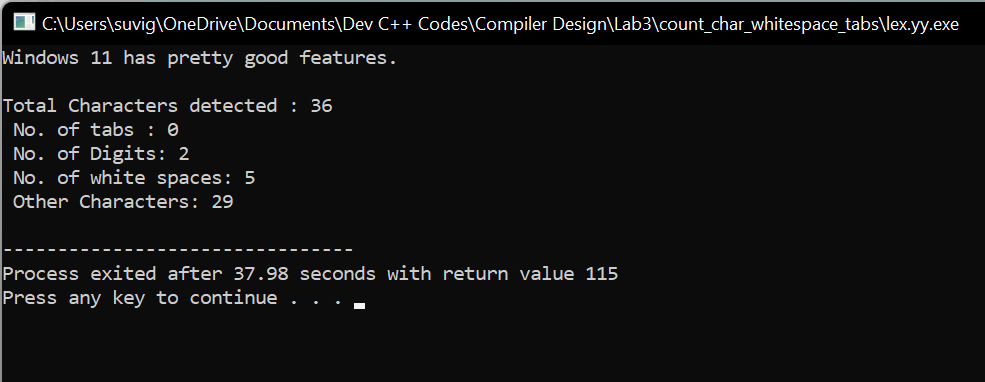 C:\Users\suvig\OneDrive\Documents\Dev C++ Codes\Compiler Design\Lab3\count_char_whitespace_tabs\lex.yy.exe
Windows 11 has pretty good features.
Total Characters detected : 36
No. of tabs : 0
No. of Digits: 2
No. of white spaces: 5
Other Characters: 29
--------------------------------
Process exited after 37.98 seconds with return value 115
Press any key to continue . . .